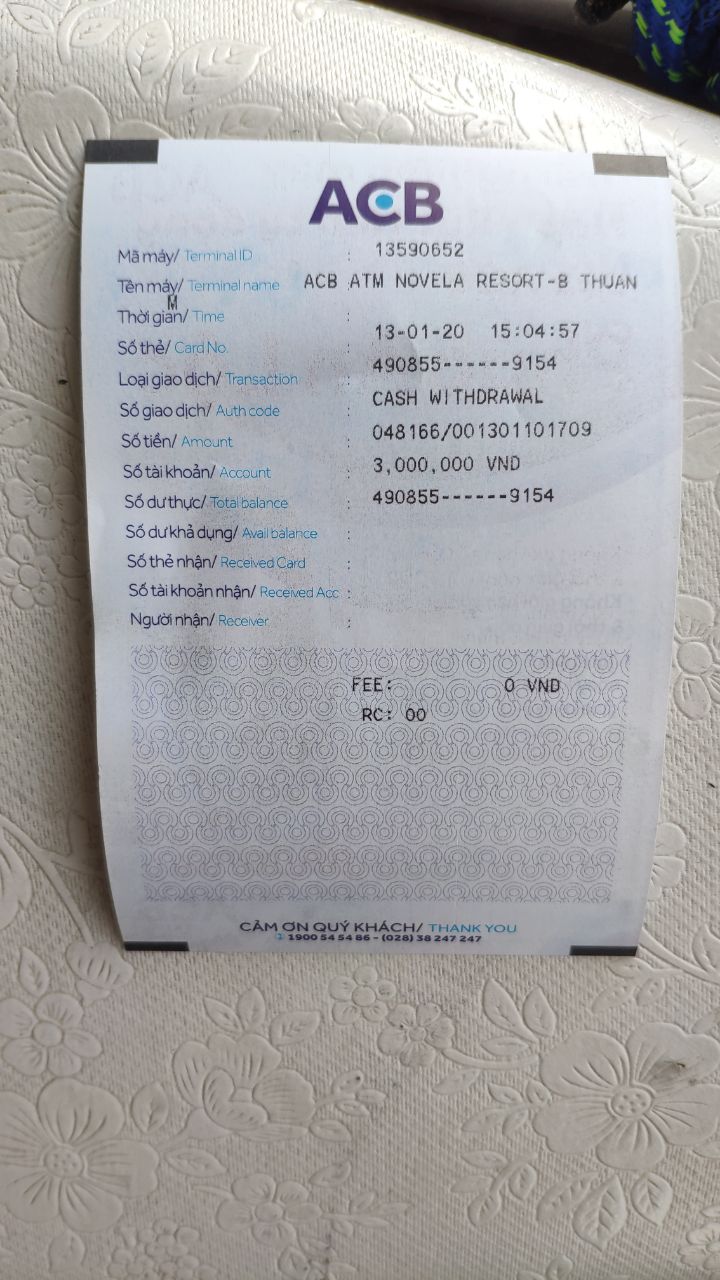 ACB
Mã máy/ Terminal ID : 13590652
Tên máy/ Terminal name ACB ATM NOVELA RESORT-B THUAN
M
Thời gian/ Time : 13-01-20 15:04:57
Số thẻ/ Card No. : 490855------9154
Loại giao dịch/ Transaction : CASH WITHDRAWAL
Số giao dịch/ Auth code : 048166/001301101709
Số tiền/ Amount : 3,000,000 VND
Số tài khoản/ Account : 490855------9154
Số dư thực/ Total balance :
Số dư khả dụng/ Avail balance :
Số thẻ nhận/ Received Card :
Số tài khoản nhận/ Received Acc :
Người nhận/ Receiver :
FEE: 0 VND
RC: 00
CẢM ƠN QUÝ KHÁCH/ THANK YOU
1900 54 54 86 - (028) 38 247 247